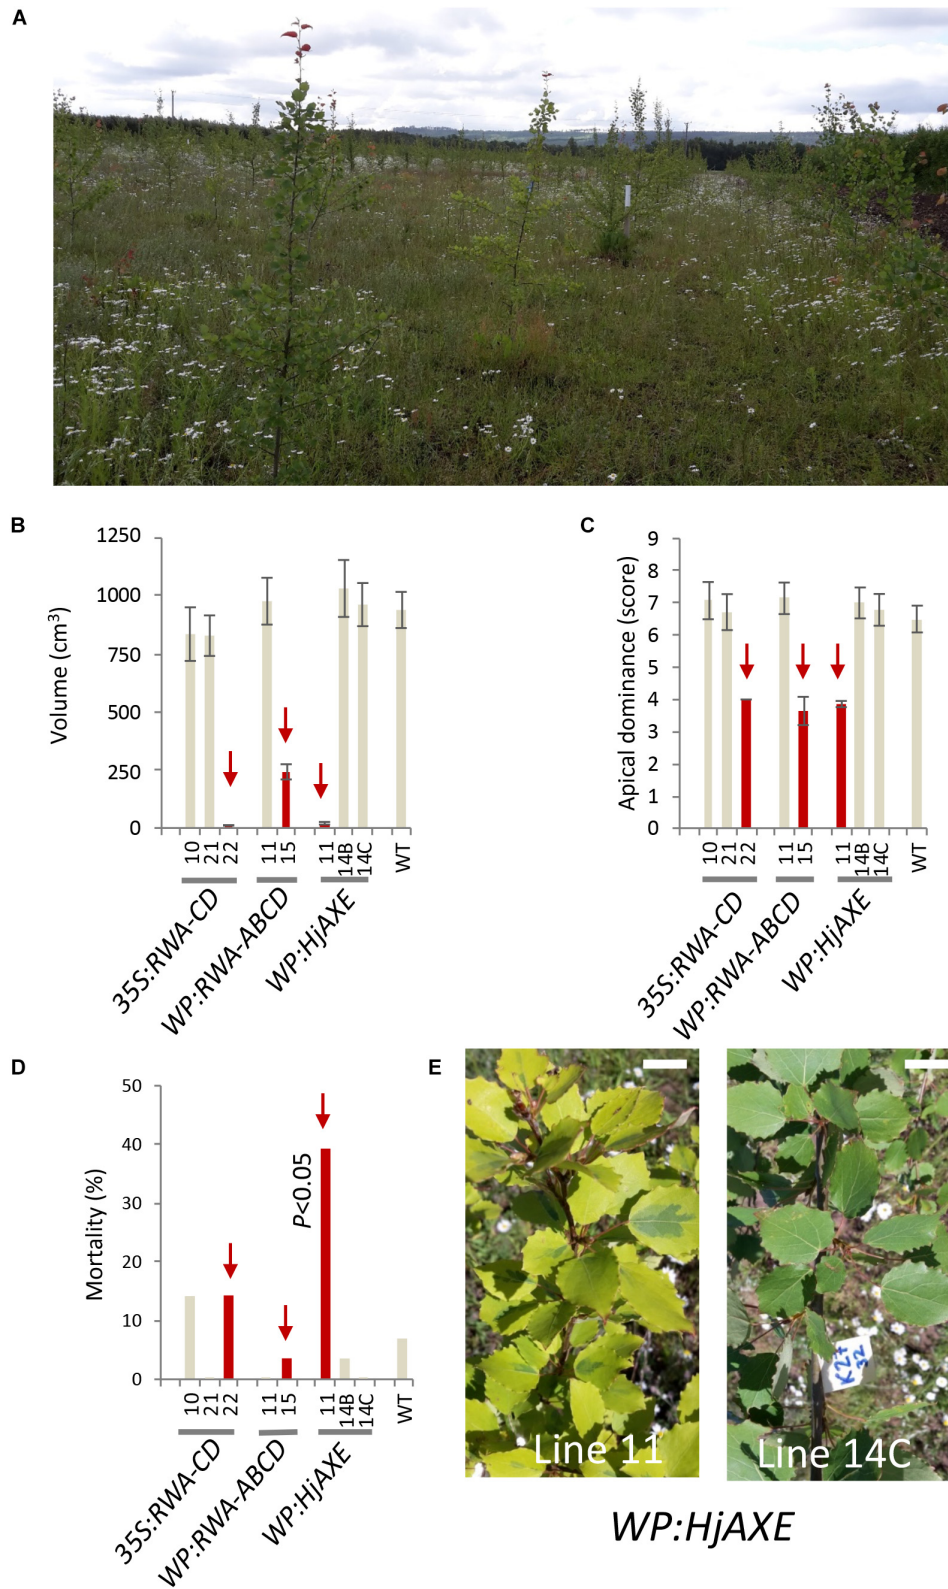 A
B
1250
1000
750
500
250
0
Volume (cm³)
10
21
22
11
15
11
14B
14C
WT
35S:RWA-CD
WP:RWA-ABCD
WP:HjAXE
C
9
8
7
6
5
4
3
2
1
0
Apical dominance (score)
10
21
22
11
15
11
14B
14C
WT
35S:RWA-CD
WP:RWA-ABCD
WP:HjAXE
D
50
40
30
20
10
0
Mortality (%)
P<0.05
10
21
22
11
15
11
14B
14C
WT
35S:RWA-CD
WP:RWA-ABCD
WP:HjAXE
E
Line 11
K27
32
Line 14C
WP:HjAXE